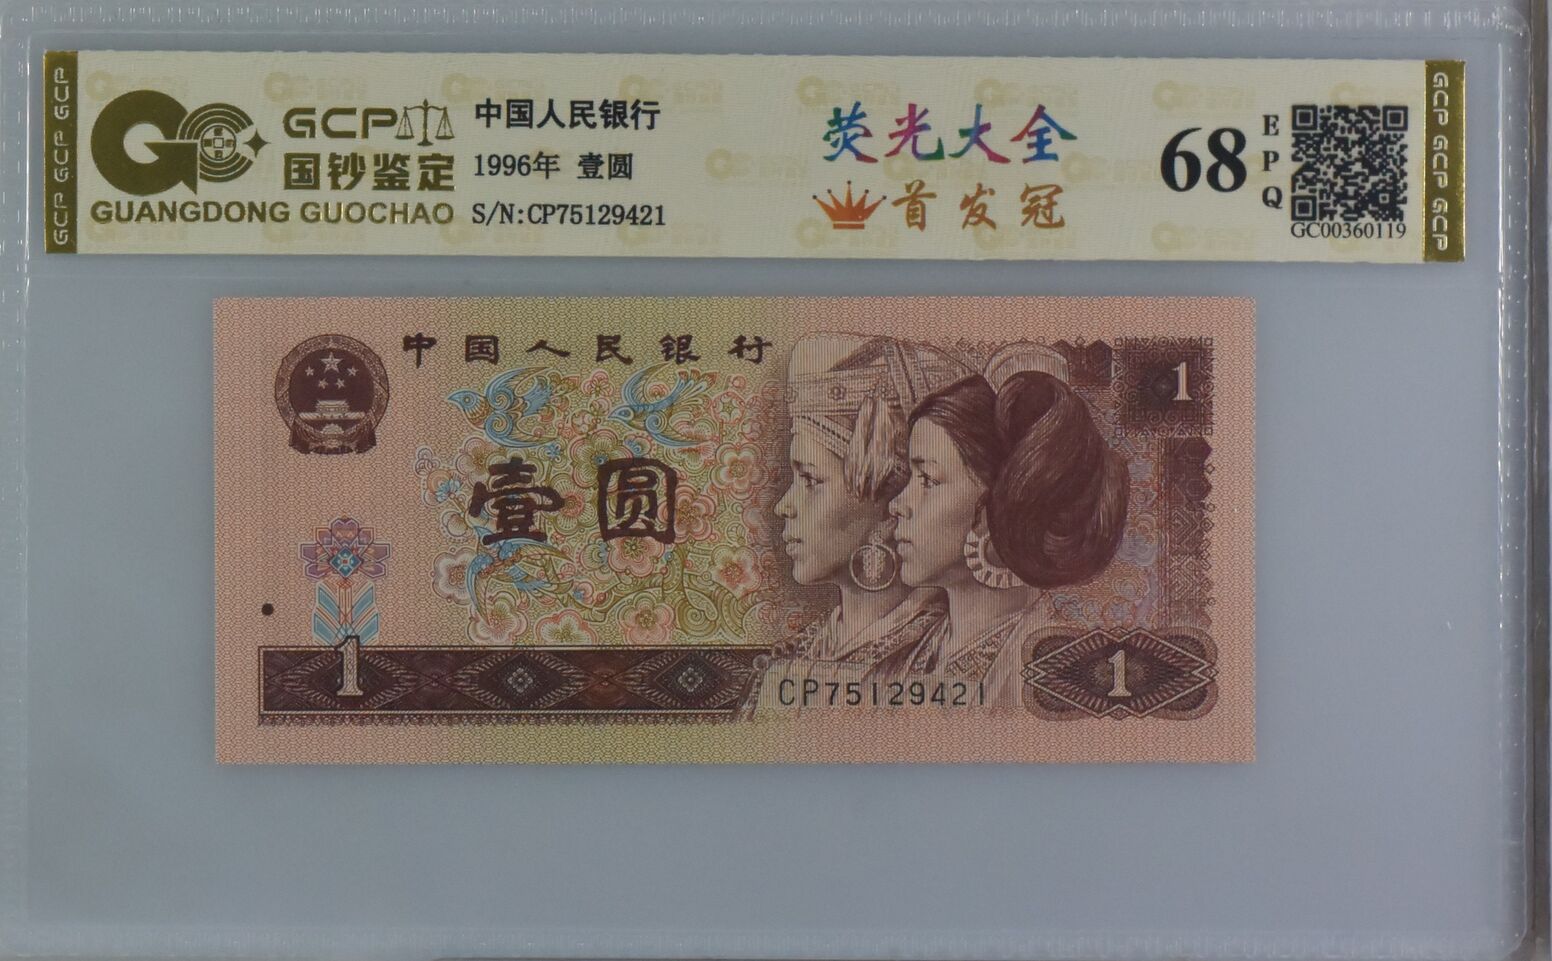 GCP GCP GCP
GCP
国钞鉴定
GUANGDONG GUOCHAO
中国人民银行
1996年 壹圆
S/N:CP75129421
荧光大全
首发冠
68
EPQ
GC00360119
GCP GCP GCP
中国人民银行
1
壹圆
1
CP75129421
1